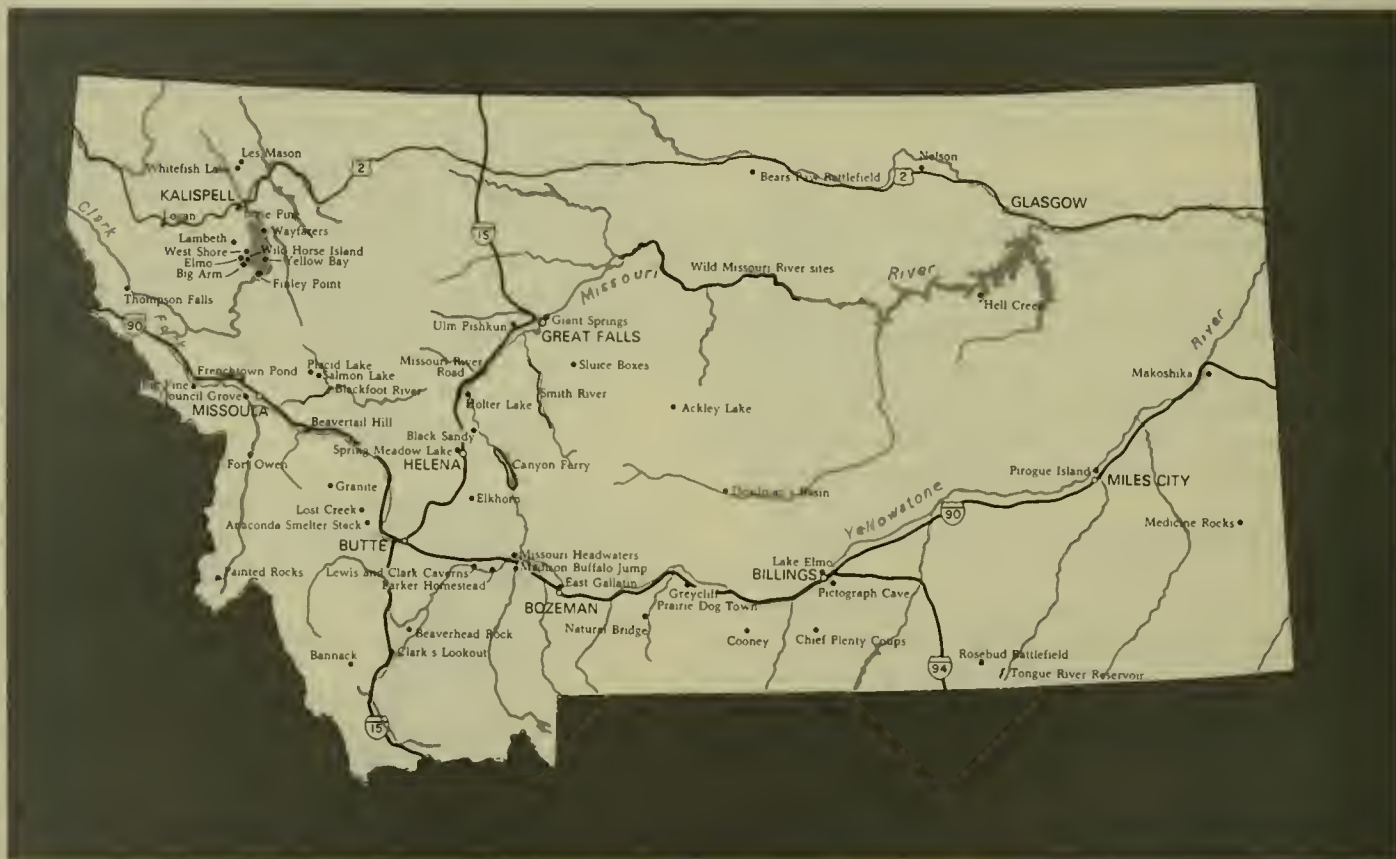 Les Mason
Whitefish
2
Nelson
Bears Paw Battlefield
2
KALISPELL
GLASGOW
Clark
Logan
Pine
Wayfarers
15
Lambeth
West Shore
Wild Horse Island
Elmo
Yellow Bay
Big Arm
Finley Point
Missouri
Wild Missouri River sites
River
Hell Creek
Thompson Falls
90
Fork
Ulm Pishkun
Giant Springs
GREAT FALLS
River
Missouri River
Road
Sluice Boxes
Frenchtown Pond
Placid Lake
Salmon Lake
Blackfoot River
Makoshika
Pine
Council Grove
MISSOULA
Holter Lake
Smith River
Ackley Lake
Beavertail Hill
Black Sandy
Spring Meadow Lake
HELENA
Canyon Ferry
Fort Owen
Pirogue Island
MILES CITY
Granite
Elkhorn
Basin
Yellowstone
90
Lost Creek
Anaconda Smelter Stack
Medicine Rocks
BUTTE
Missouri Headwaters
Lewis and Clark Caverns
Madison Buffalo Jump
Lake Elmo
BILLINGS
Painted Rocks
Parker Homestead
East Gallatin
Greycliff
Prairie Dog Town
Pictograph Cave
BOZEMAN
Natural Bridge
Beaverhead Rock
Cooney
Chief Plenty Coups
Bannack
Clark s Lookout
94
Rosebud Battlefield
Tongue River Reservoir
15